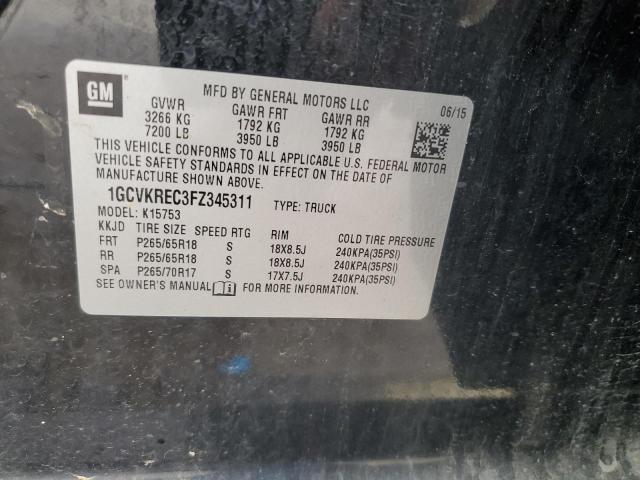 GM
MFD BY GENERAL MOTORS LLC 06/15
GVWR GAWR FRT GAWR RR
3266 KG 1792 KG 1792 KG
7200 LB 3950 LB 3950 LB
THIS VEHICLE CONFORMS TO ALL APPLICABLE U.S. FEDERAL MOTOR
VEHICLE SAFETY STANDARDS IN EFFECT ON THE DATE OF
MANUFACTURE SHOWN ABOVE.
1GCVKREC3FZ345311 TYPE: TRUCK
MODEL: K15753
KKJD TIRE SIZE SPEED RTG RIM COLD TIRE PRESSURE
FRT P265/65R18 S 18X8.5J 240KPA(35PSI)
RR P265/65R18 S 18X8.5J 240KPA(35PSI)
SPA P265/70R17 S 17X7.5J 240KPA(35PSI)
SEE OWNER'S MANUAL i FOR MORE INFORMATION.